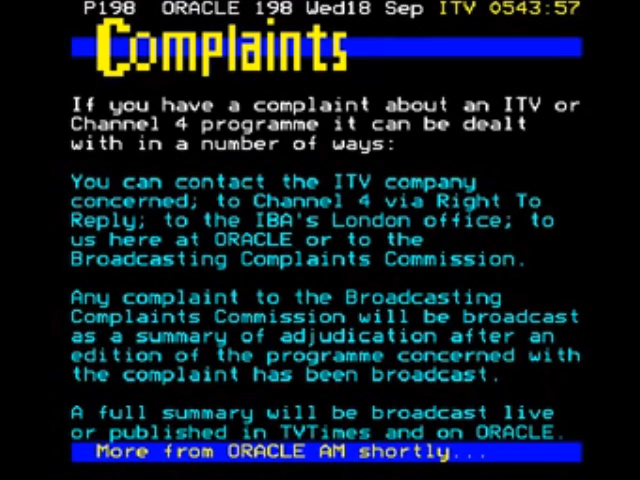 P198 ORACLE 198 Wed18 Sep ITV 0543:57
Complaints
If you have a complaint about an ITV or
Channel 4 programme it can be dealt
with in a number of ways:
You can contact the ITV company
concerned; to Channel 4 via Right To
Reply; to the IBA's London office; to
us here at ORACLE or to the
Broadcasting Complaints Commission.
Any complaint to the Broadcasting
Complaints Commission will be broadcast
as a summary of adjudication after an
edition of the programme concerned with
the complaint has been broadcast.
A full summary will be broadcast live
or published in TVTimes and on ORACLE.
More from ORACLE AM shortly...